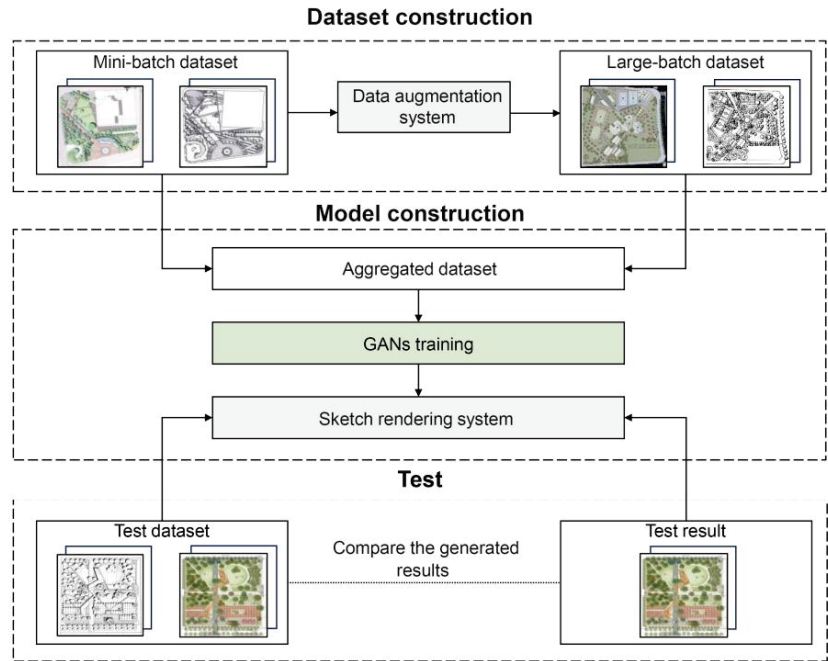 Dataset construction
Mini-batch dataset
Data augmentation
system
Large-batch dataset
Model construction
Aggregated dataset
GANs training
Sketch rendering system
Test
Test dataset
Compare the generated
results
Test result